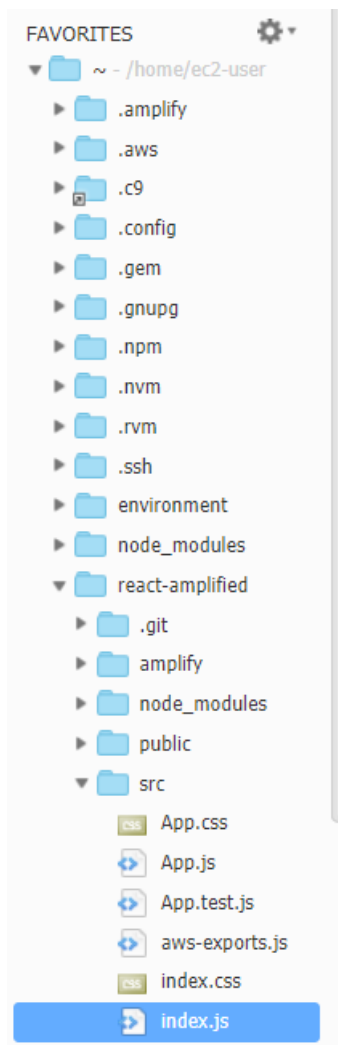 FAVORITES
~ - /home/ec2-user
.amplify
.aws
.c9
.config
.gem
.gnupg
.npm
.nvm
.rvm
.ssh
environment
node_modules
react-amplified
.git
amplify
node_modules
public
src
CSS App.css
App.js
App.test.js
aws-exports.js
CSS index.css
index.js